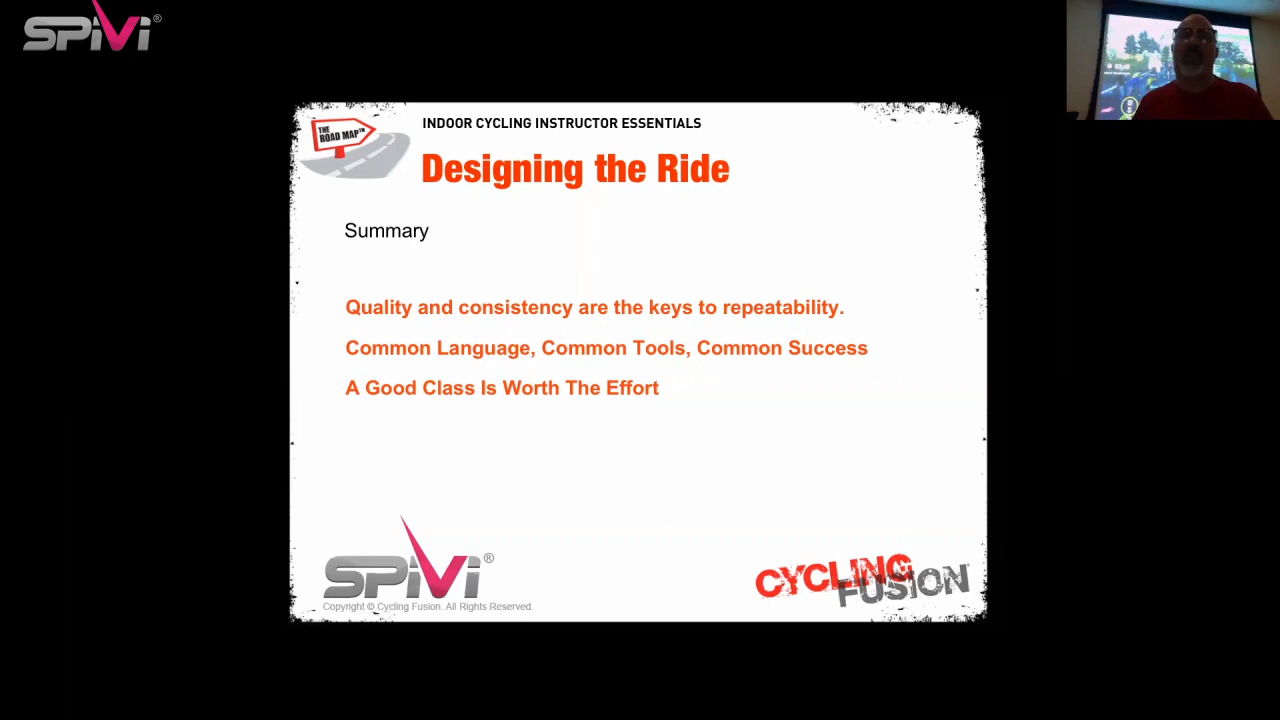 SPiVi®
THE
ROAD MAP™
INDOOR CYCLING INSTRUCTOR ESSENTIALS
Designing the Ride
Summary
Quality and consistency are the keys to repeatability.
Common Language, Common Tools, Common Success
A Good Class Is Worth The Effort
SPiVi®
Copyright © Cycling Fusion. All Rights Reserved.
CYCLING
FUSION